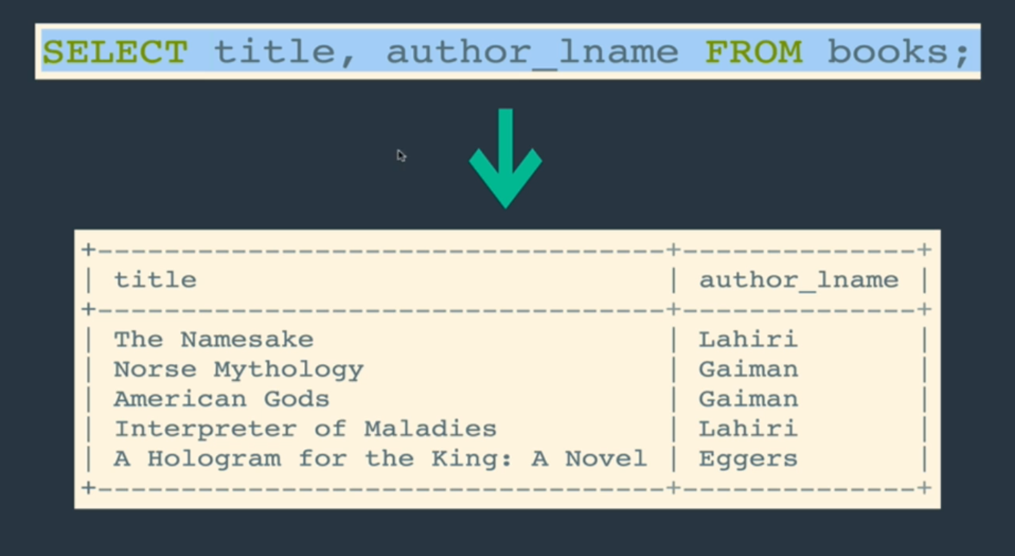 SELECT title, author_lname FROM books;
+----------------------------------+--------------+
| title                            | author_lname |
+----------------------------------+--------------+
| The Namesake                     | Lahiri       |
| Norse Mythology                  | Gaiman       |
| American Gods                    | Gaiman       |
| Interpreter of Maladies          | Lahiri       |
| A Hologram for the King: A Novel | Eggers       |
+----------------------------------+--------------+